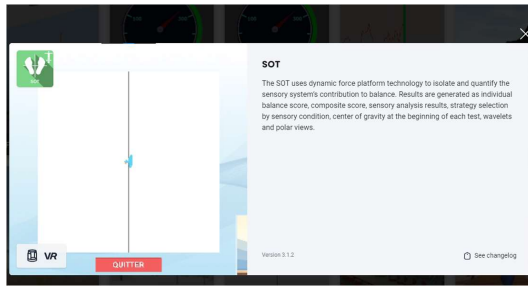 SOT
SOT
The SOT uses dynamic force platform technology to isolate and quantify the
sensory system's contribution to balance. Results are generated as individual
balance score, composite score, sensory analysis results, strategy selection
by sensory condition, center of gravity at the beginning of each test, wavelets
and polar views.
VR
QUITTER
Version 3.1.2
See changelog